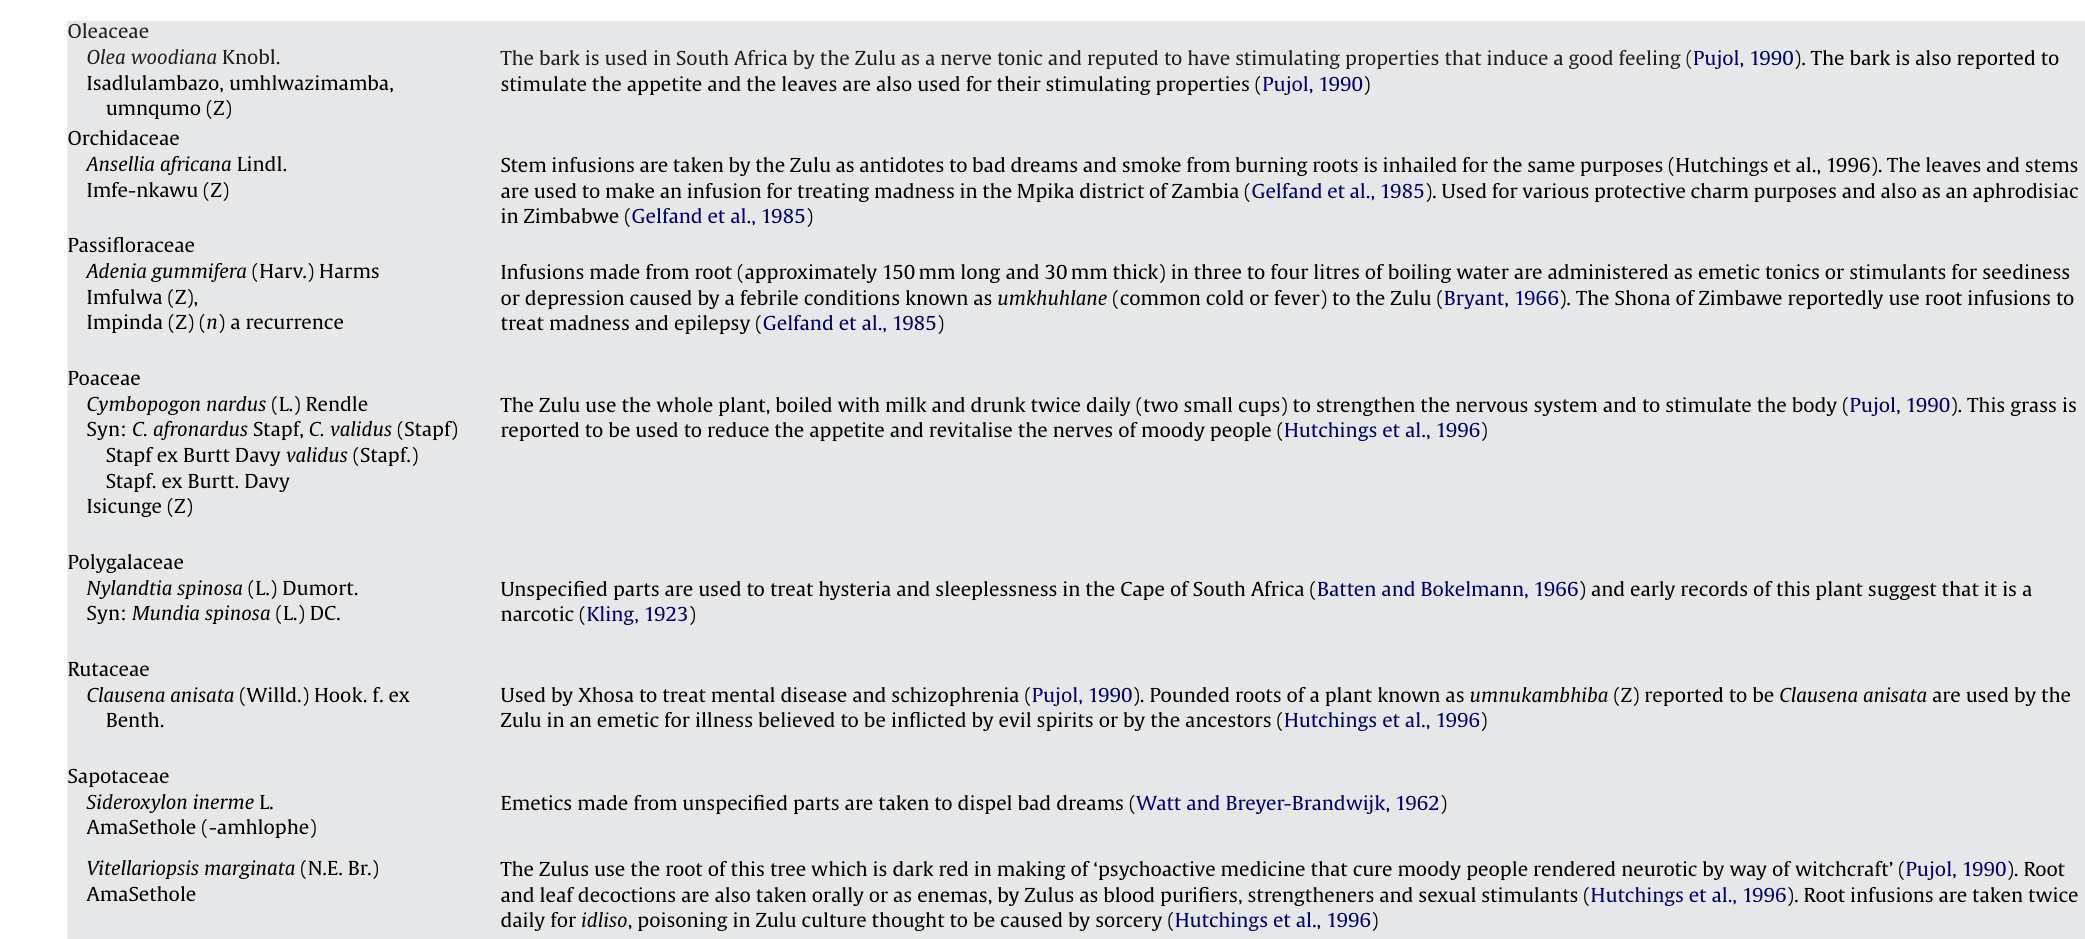 Oleaceae
Olea woodiana Knobl.
The bark is used in South Africa by the Zulu as a nerve tonic and reputed to have stimulating properties that induce a good feeling (Pujol, 1990). The bark is also reported to
Isadlulambazo, umhlwazimamba,
stimulate the appetite and the leaves are also used for their stimulating properties (Pujol, 1990)
umnqumo (Z)
Orchidaceae
Ansellia africana Lindl.
Stem infusions are taken by the Zulu as antidotes to bad dreams and smoke from burning roots is inhailed for the same purposes (Hutchings et al., 1996). The leaves and stems
Imfe-nkawu (Z)
are used to make an infusion for treating madness in the Mpika district of Zambia (Gelfand et al., 1985). Used for various protective charm purposes and also as an aphrodisiac
in Zimbabwe (Gelfand et al., 1985)
Passifloraceae
Adenia gummifera (Harv.) Harms
Infusions made from root (approximately 150 mm long and 30 mm thick) in three to four litres of boiling water are administered as emetic tonics or stimulants for seediness
Imfulwa (Z),
or depression caused by a febrile conditions known as umkhuhlane (common cold or fever) to the Zulu (Bryant, 1966). The Shona of Zimbawe reportedly use root infusions to
Impinda (Z) (n) a recurrence
treat madness and epilepsy (Gelfand et al., 1985)
Poaceae
Cymbopogon nardus (L.) Rendle
The Zulu use the whole plant, boiled with milk and drunk twice daily (two small cups) to strengthen the nervous system and to stimulate the body (Pujol, 1990). This grass is
Syn: C. afronardus Stapf, C. validus (Stapf)
reported to be used to reduce the appetite and revitalise the nerves of moody people (Hutchings et al., 1996)
Stapf ex Burtt Davy validus (Stapf.)
Stapf. ex Burtt. Davy
Isicunge (Z)
Polygalaceae
Nylandtia spinosa (L.) Dumort.
Unspecified parts are used to treat hysteria and sleeplessness in the Cape of South Africa (Batten and Bokelmann, 1966) and early records of this plant suggest that it is a
Syn: Mundia spinosa (L.) DC.
narcotic (Kling, 1923)
Rutaceae
Clausena anisata (Willd.) Hook. f. ex
Used by Xhosa to treat mental disease and schizophrenia (Pujol, 1990). Pounded roots of a plant known as umnukambhiba (Z) reported to be Clausena anisata are used by the
Benth.
Zulu in an emetic for illness believed to be inflicted by evil spirits or by the ancestors (Hutchings et al., 1996)
Sapotaceae
Sideroxylon inerme L.
Emetics made from unspecified parts are taken to dispel bad dreams (Watt and Breyer-Brandwijk, 1962)
AmaSethole (-amhlophe)
Vitellariopsis marginata (N.E. Br.)
The Zulus use the root of this tree which is dark red in making of ‘psychoactive medicine that cure moody people rendered neurotic by way of witchcraft’ (Pujol, 1990). Root
AmaSethole
and leaf decoctions are also taken orally or as enemas, by Zulus as blood purifiers, strengtheners and sexual stimulants (Hutchings et al., 1996). Root infusions are taken twice
daily for idliso, poisoning in Zulu culture thought to be caused by sorcery (Hutchings et al., 1996)